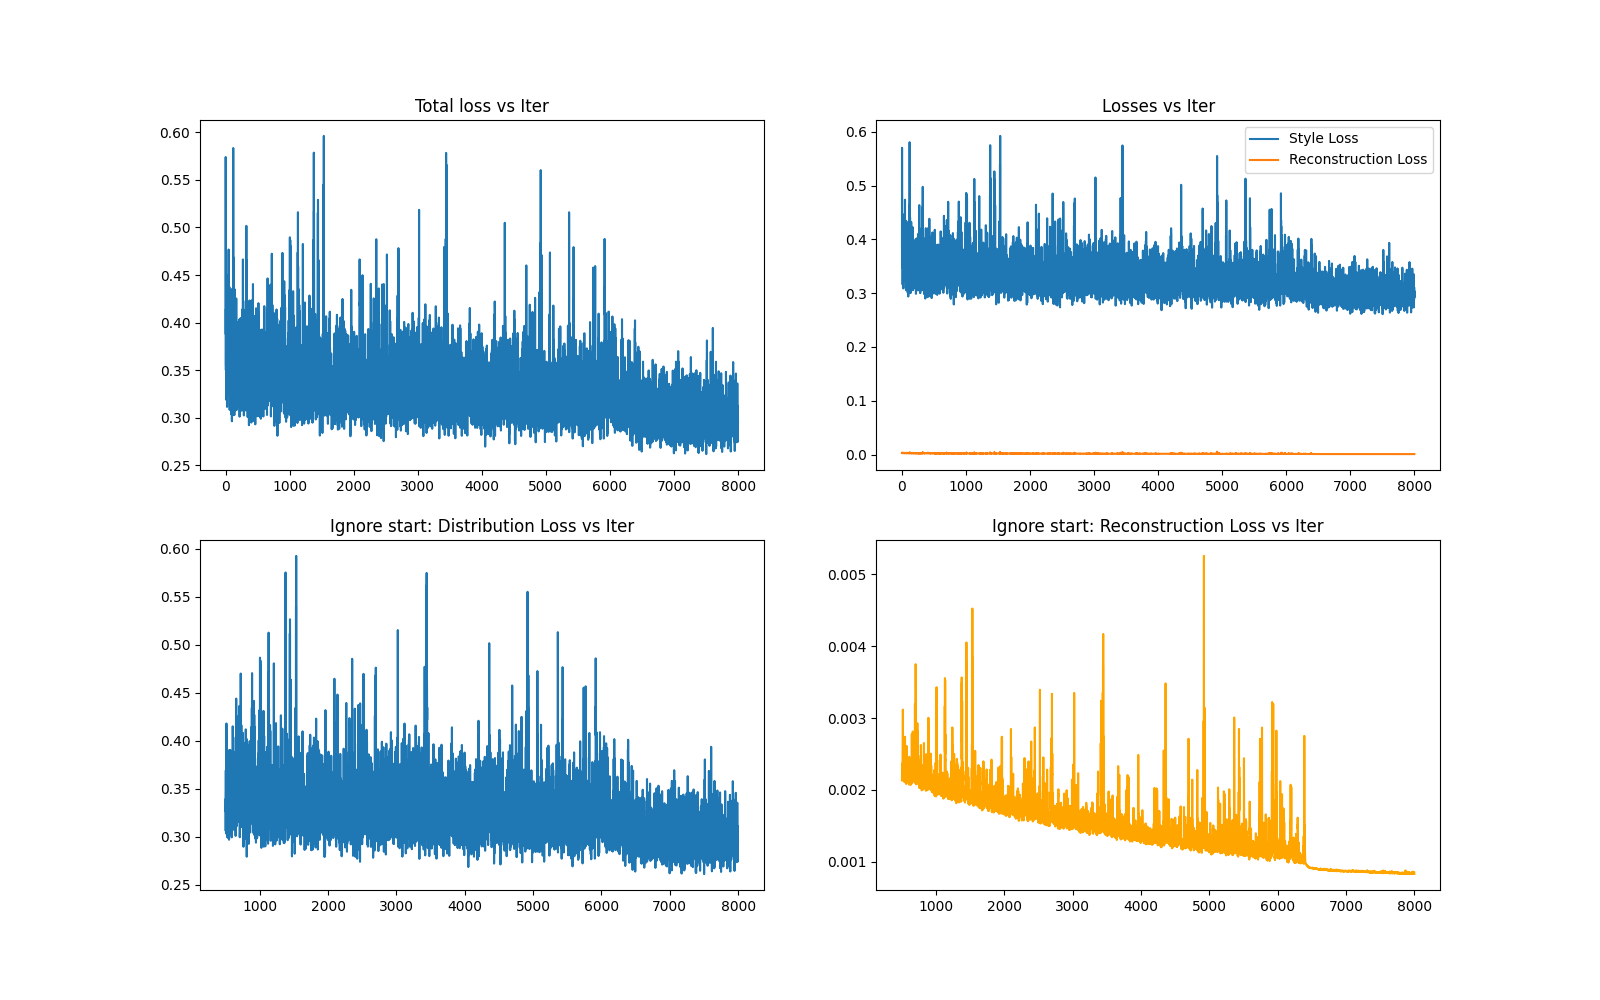 Total loss vs Iter
0.60
0.55
0.50
0.45
0.40
0.35
0.30
0.25
0 1000 2000 3000 4000 5000 6000 7000 8000
Losses vs Iter
Style Loss
Reconstruction Loss
0.6
0.5
0.4
0.3
0.2
0.1
0.0
0 1000 2000 3000 4000 5000 6000 7000 8000
Ignore start: Distribution Loss vs Iter
0.60
0.55
0.50
0.45
0.40
0.35
0.30
0.25
1000 2000 3000 4000 5000 6000 7000 8000
Ignore start: Reconstruction Loss vs Iter
0.005
0.004
0.003
0.002
0.001
1000 2000 3000 4000 5000 6000 7000 8000